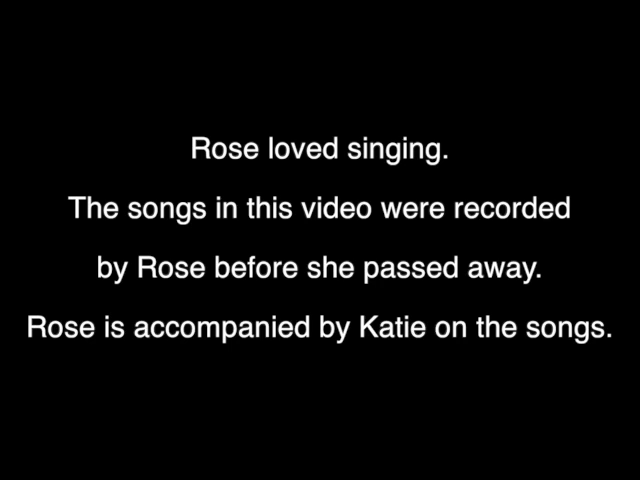 Rose loved singing.
The songs in this video were recorded
by Rose before she passed away.
Rose is accompanied by Katie on the songs.